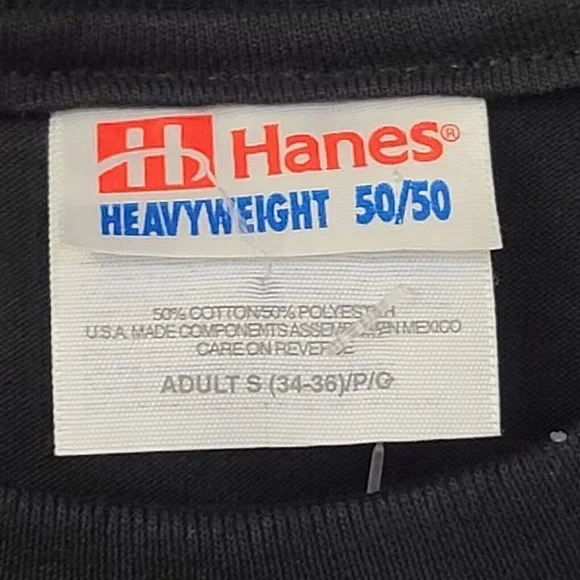 H Hanes®
HEAVYWEIGHT 50/50
50% COTTON/50% POLYESTER
U.S.A. MADE COMPONENTS ASSEMBLED IN MEXICO
CARE ON REVERSE
ADULT S (34-36)/P/G